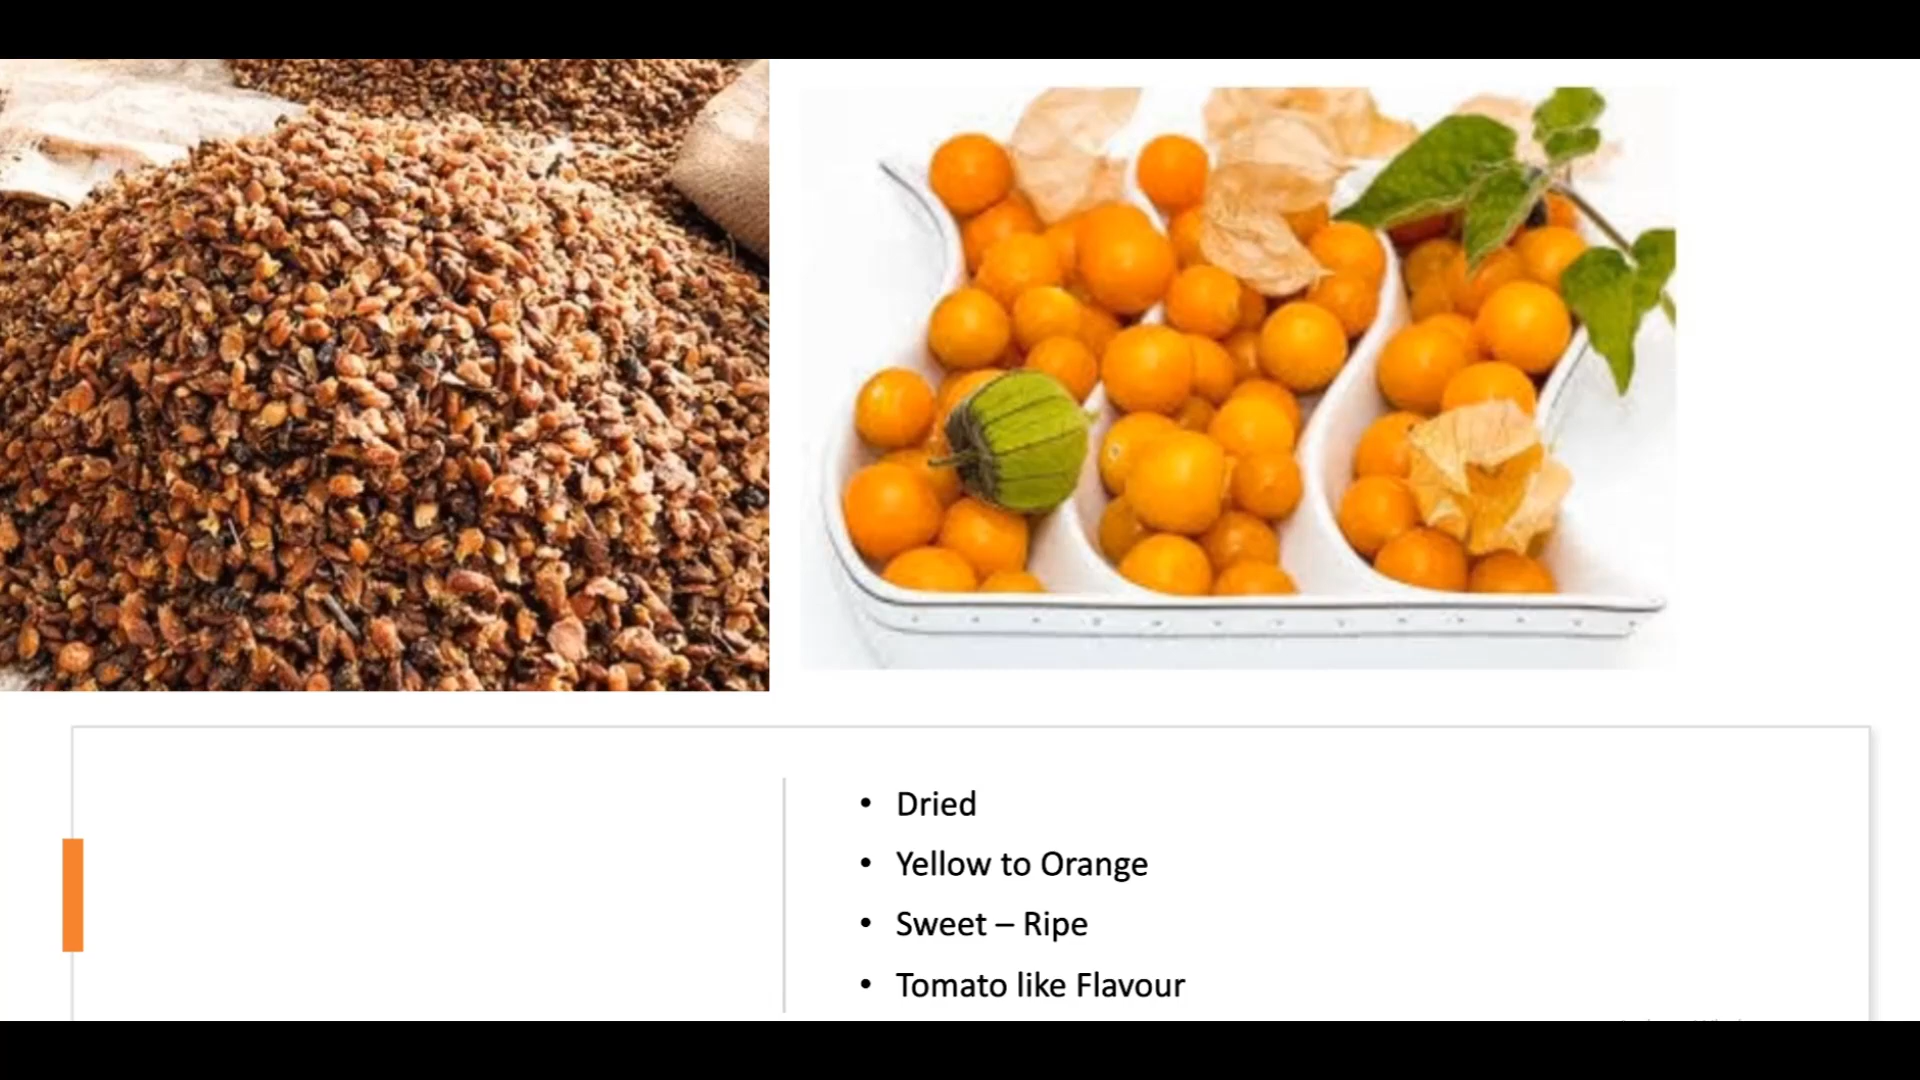 • Dried
• Yellow to Orange
• Sweet – Ripe
• Tomato like Flavour